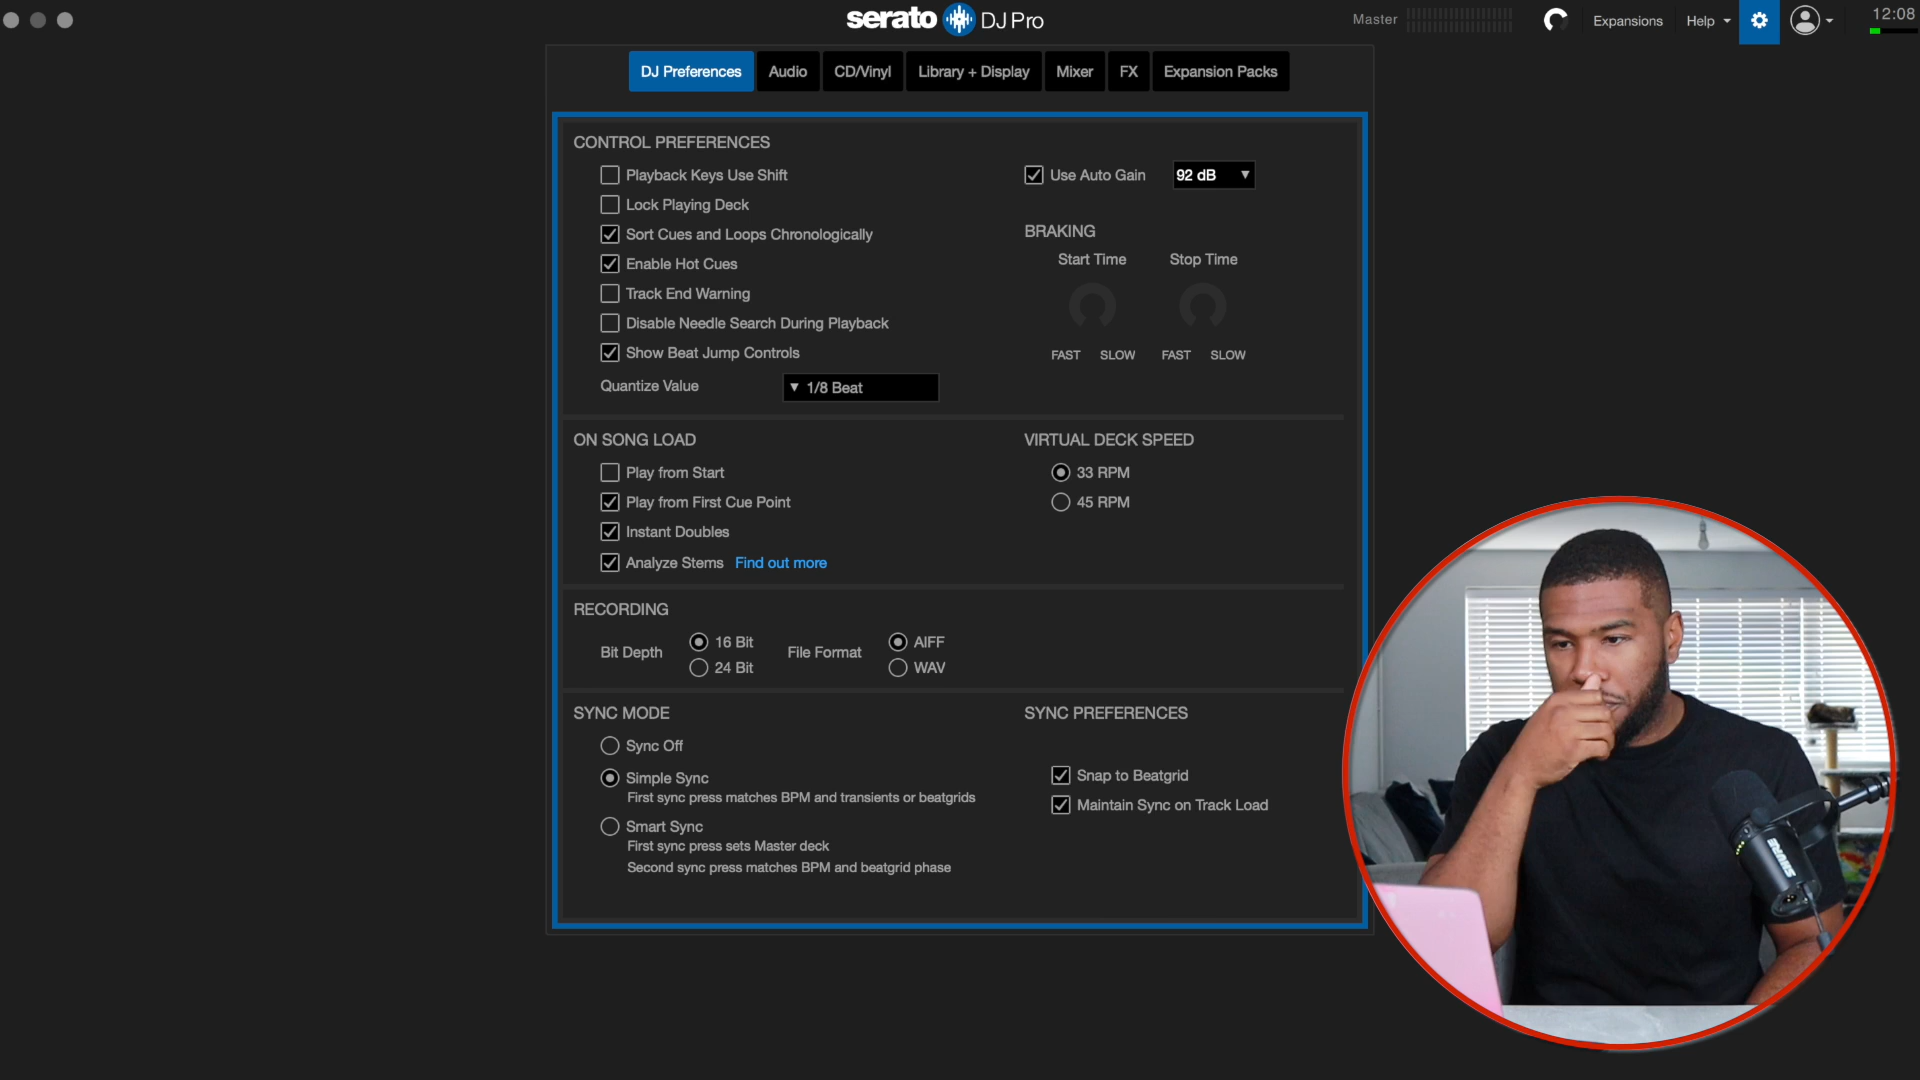 serato DJ Pro
Master
Expansions
Help
12:08
DJ Preferences
Audio
CD/Vinyl
Library + Display
Mixer
FX
Expansion Packs
CONTROL PREFERENCES
Playback Keys Use Shift
Lock Playing Deck
Sort Cues and Loops Chronologically
Enable Hot Cues
Track End Warning
Disable Needle Search During Playback
Show Beat Jump Controls
Quantize Value
▼ 1/8 Beat
Use Auto Gain
92 dB ▼
BRAKING
Start Time
Stop Time
FAST SLOW
FAST SLOW
ON SONG LOAD
Play from Start
Play from First Cue Point
Instant Doubles
Analyze Stems Find out more
VIRTUAL DECK SPEED
33 RPM
45 RPM
RECORDING
Bit Depth
16 Bit
24 Bit
File Format
AIFF
WAV
SYNC MODE
Sync Off
Simple Sync
First sync press matches BPM and transients or beatgrids
Smart Sync
First sync press sets Master deck
Second sync press matches BPM and beatgrid phase
SYNC PREFERENCES
Snap to Beatgrid
Maintain Sync on Track Load
SHURE